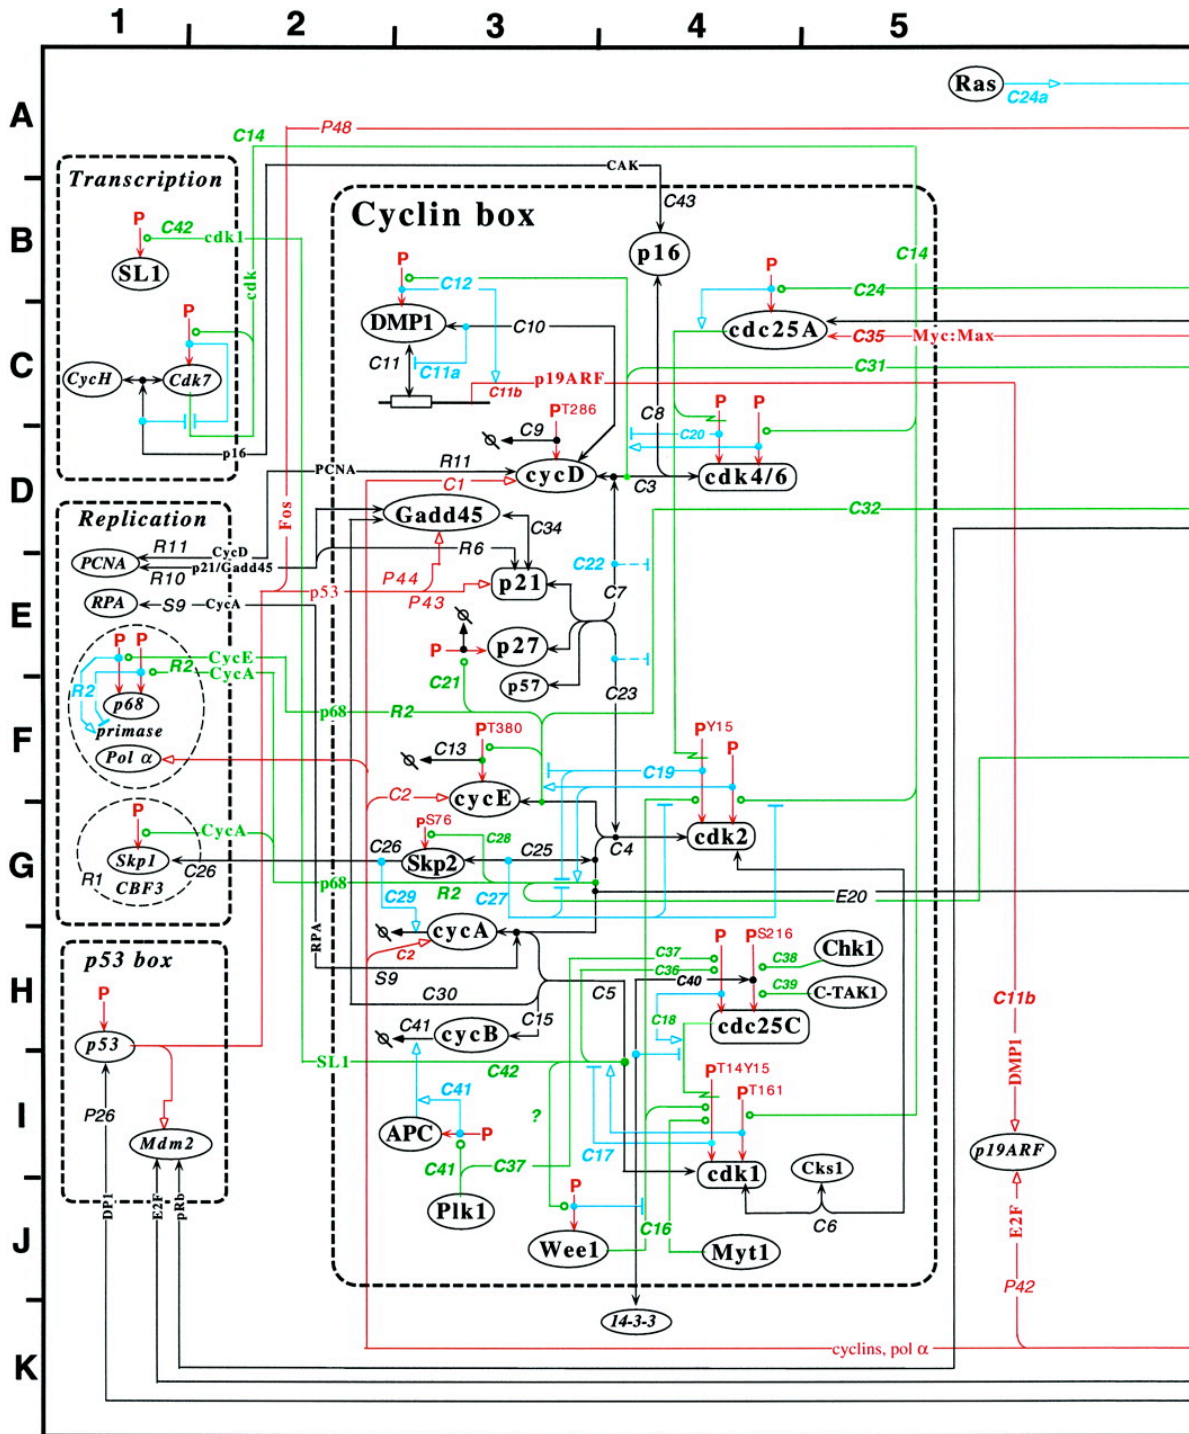 1 2 3 4 5
A
Ras
C24a
P48
C14
CAK
Transcription
Cyclin box
C43
B
P
C42
cdk1
SL1
p16
C14
P
C12
P
C24
cdk
P
DMP1
C10
cdc25A
C35
Myc:Max
C
CycH
Cdk7
C11
C11a
C11b
p19ARF
C31
P T286
C8
P
P
C9
C20
p16
D
PCNA
R11
cycD
C3
cdk4/6
C1
Replication
Fos
Gadd45
C34
C32
R11
CycD
PCNA
p21/Gadd45
R10
R6
C22
P44
p21
p53
P43
C7
E
RPA
S9
CycA
P
P
CycE
R2
CycA
P
p27
C21
p57
C23
R2
p68
p68
R2
primase
F
Pol α
P T380
C13
P Y15
P
C19
C2
cycE
P
CycA
P S76
C28
C4
cdk2
G
Skp1
C26
C26
Skp2
C25
R1
CBF3
p68
R2
C29
C27
E20
RPA
cycA
C2
p53 box
S9
C37
P
P S216
C38
Chk1
C36
C40
C39
C-TAK1
H
P
C30
C5
C11b
C15
C18
cdc25C
p53
C41
cycB
SL1
C42
P T14Y15
DMP1
P26
C41
?
P T161
I
Mdm2
APC
P
C17
p19ARF
C41
C37
cdk1
Cks1
DP1
E2F
pRb
Plk1
P
C16
C6
E2F
J
Wee1
Myt1
P42
14-3-3
cyclins, pol α
K